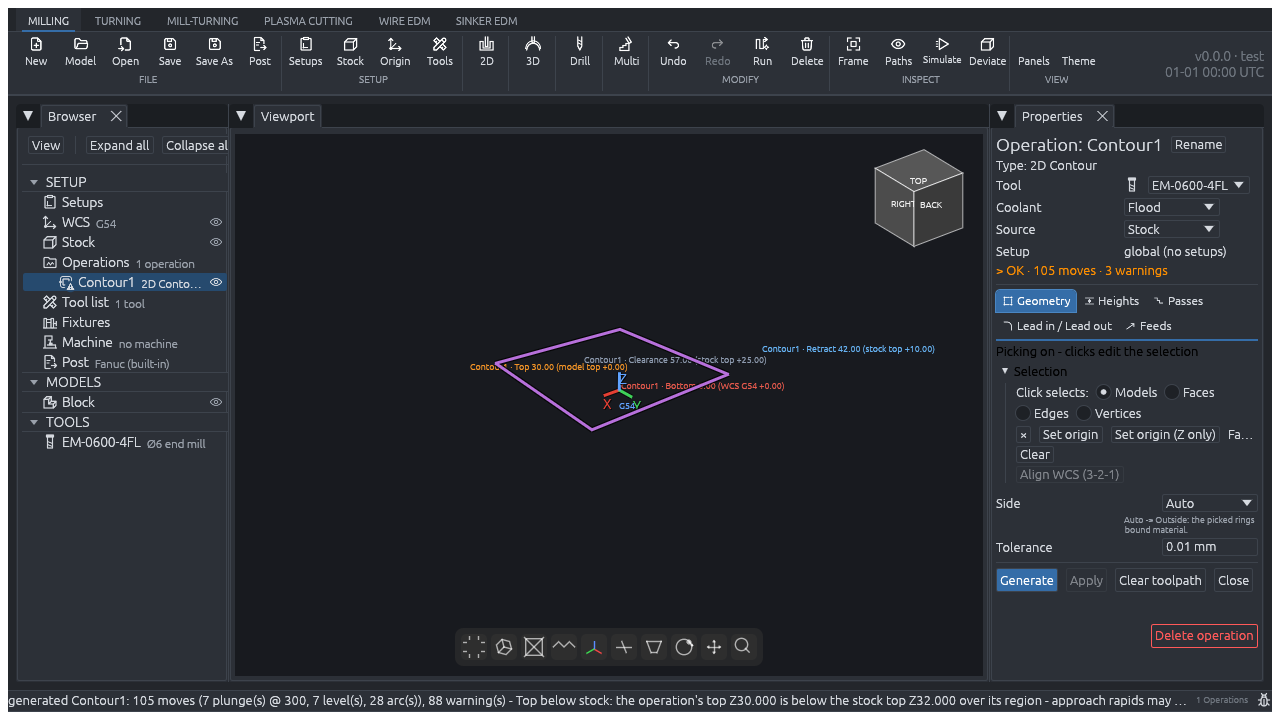 MILLING TURNING MILL-TURNING PLASMA CUTTING WIRE EDM SINKER EDM
New Model Open Save Save As Post Setups Stock Origin Tools 2D 3D Drill Multi Undo Redo Run Delete Frame Paths Simulate Deviate Panels Theme
FILE SETUP MODIFY INSPECT VIEW
v0.0.0 · test
01-01 00:00 UTC
Browser
View Expand all Collapse al
SETUP
Setups
WCS G54
Stock
Operations 1 operation
Contour1 2D Conto...
Tool list 1 tool
Fixtures
Machine no machine
Post Fanuc (built-in)
MODELS
Block
TOOLS
EM-0600-4FL Ø6 end mill
Viewport
TOP
RIGHT BACK
Contour1 · Retract 42.00 (stock top +10.00)
Contour1 · Clearance 57.00 (stock top +25.00)
Contour1 · Top 30.00 (model top +0.00)
Contour1 · Bottom 0.00 (WCS G54 +0.00)
Z
X G54 Y
Properties
Operation: Contour1 Rename
Type: 2D Contour
Tool EM-0600-4FL
Coolant Flood
Source Stock
Setup global (no setups)
> OK · 105 moves · 3 warnings
Geometry Heights Passes
Lead in / Lead out Feeds
Picking on - clicks edit the selection
Selection
Click selects: Models Faces
Edges Vertices
× Set origin Set origin (Z only) Fa...
Clear
Align WCS (3-2-1)
Side Auto
Auto -> Outside: the picked rings
bound material.
Tolerance 0.01 mm
Generate Apply Clear toolpath Close
Delete operation
generated Contour1: 105 moves (7 plunge(s) @ 300, 7 level(s), 28 arc(s)), 88 warning(s) - Top below stock: the operation's top Z30.000 is below the stock top Z32.000 over its region - approach rapids may ... 1 Operations